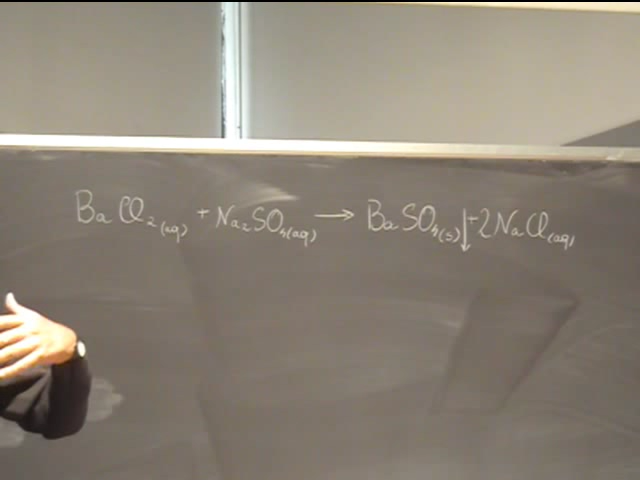 BaCl₂(aq) + Na₂SO₄(aq) → BaSO₄(s)↓ + 2NaCl(aq)